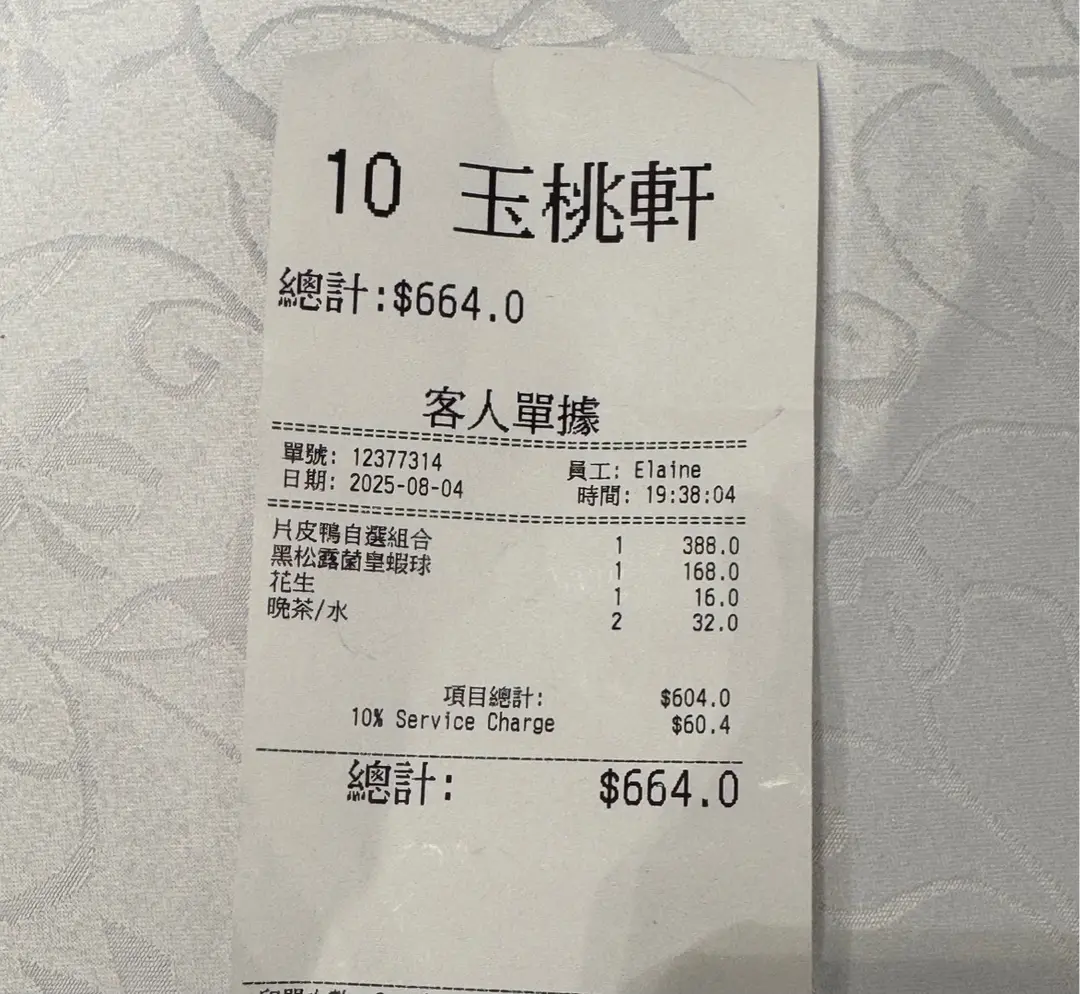 10 玉桃軒
總計:$664.0
客人單據
單號: 12377314 員工: Elaine
日期: 2025-08-04 時間: 19:38:04
片皮鴨自選組合 1 388.0
黑松露菌皇蝦球 1 168.0
花生 1 16.0
晚茶/水 2 32.0
項目總計: $604.0
10% Service Charge $60.4
總計: $664.0